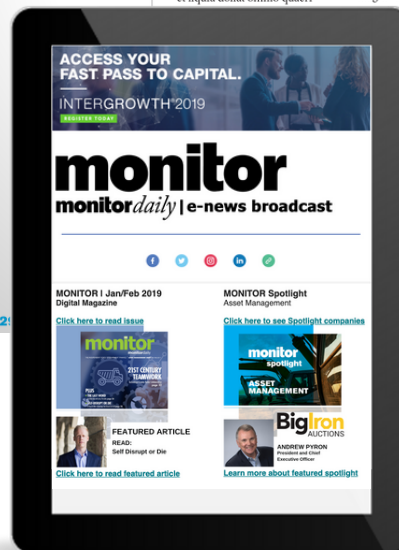 ACCESS YOUR
FAST PASS TO CAPITAL.
INTERGROWTH®2019
REGISTER TODAY
monitor
monitordaily | e-news broadcast
MONITOR | Jan/Feb 2019
Digital Magazine
Click here to read issue
monitor
21ST CENTURY
TEAMWORK
PLUS
FEATURED ARTICLE
READ:
Self Disrupt or Die
Click here to read featured article
MONITOR Spotlight
Asset Management
Click here to see Spotlight companies
monitor
spotlight
ASSET
MANAGEMENT
BigIron
AUCTIONS
ANDREW PYRON
President and Chief
Executive Officer
Learn more about featured spotlight